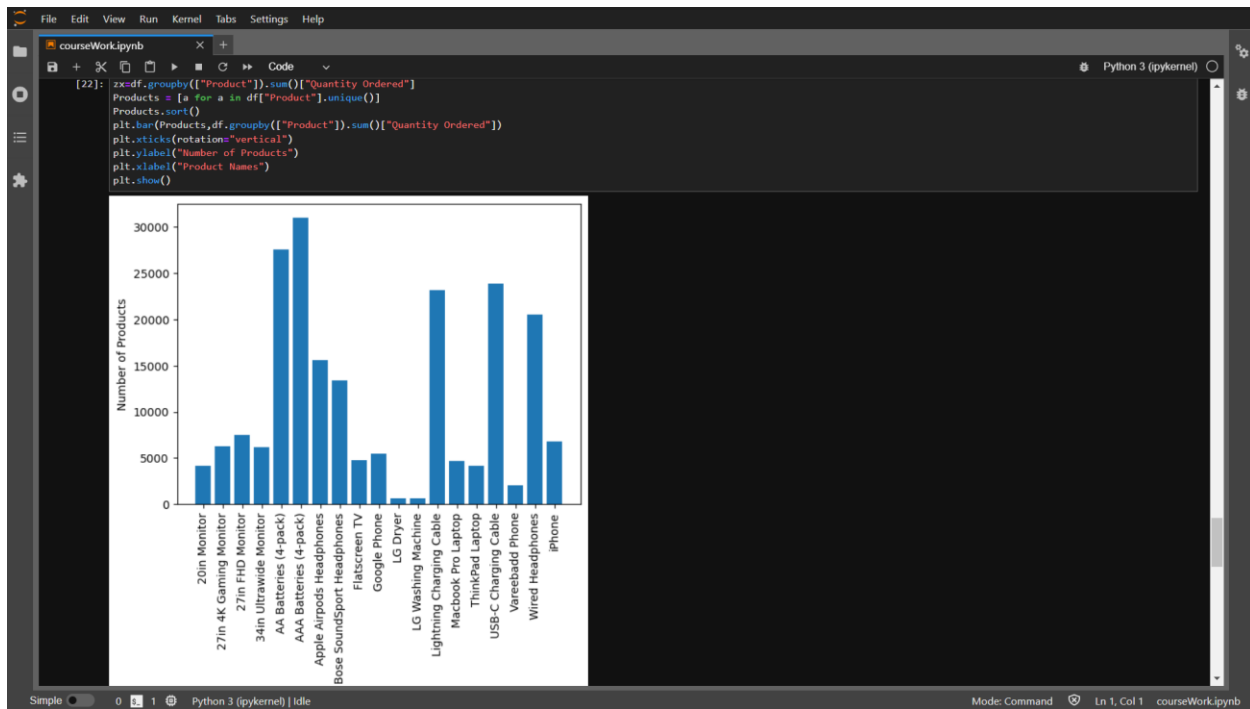 File Edit View Run Kernel Tabs Settings Help
courseWork.ipynb × +
Code
Python 3 (ipykernel)
[22]: zx=df.groupby(["Product"]).sum()["Quantity Ordered"]
Products = [a for a in df["Product"].unique()]
Products.sort()
plt.bar(Products,df.groupby(["Product"]).sum()["Quantity Ordered"])
plt.xticks(rotation="vertical")
plt.ylabel("Number of Products")
plt.xlabel("Product Names")
plt.show()
30000
25000
20000
15000
10000
5000
0
Number of Products
20in Monitor
27in 4K Gaming Monitor
27in FHD Monitor
34in Ultrawide Monitor
AA Batteries (4-pack)
AAA Batteries (4-pack)
Apple Airpods Headphones
Bose SoundSport Headphones
Flatscreen TV
Google Phone
LG Dryer
LG Washing Machine
Lightning Charging Cable
Macbook Pro Laptop
ThinkPad Laptop
USB-C Charging Cable
Vareebadd Phone
Wired Headphones
iPhone
Simple 0 s_ 1 Python 3 (ipykernel) | Idle
Mode: Command Ln 1, Col 1 courseWork.ipynb